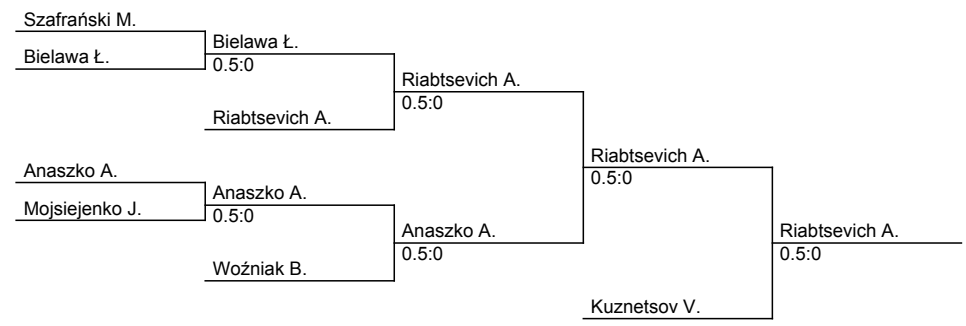 Szafrański M.
Bielawa Ł.
Bielawa Ł.
0.5:0
Riabtsevich A.
0.5:0
Riabtsevich A.
Riabtsevich A.
0.5:0
Anaszko A.
Anaszko A.
0.5:0
Mojsiejenko J.
Anaszko A.
0.5:0
Riabtsevich A.
0.5:0
Woźniak B.
Kuznetsov V.